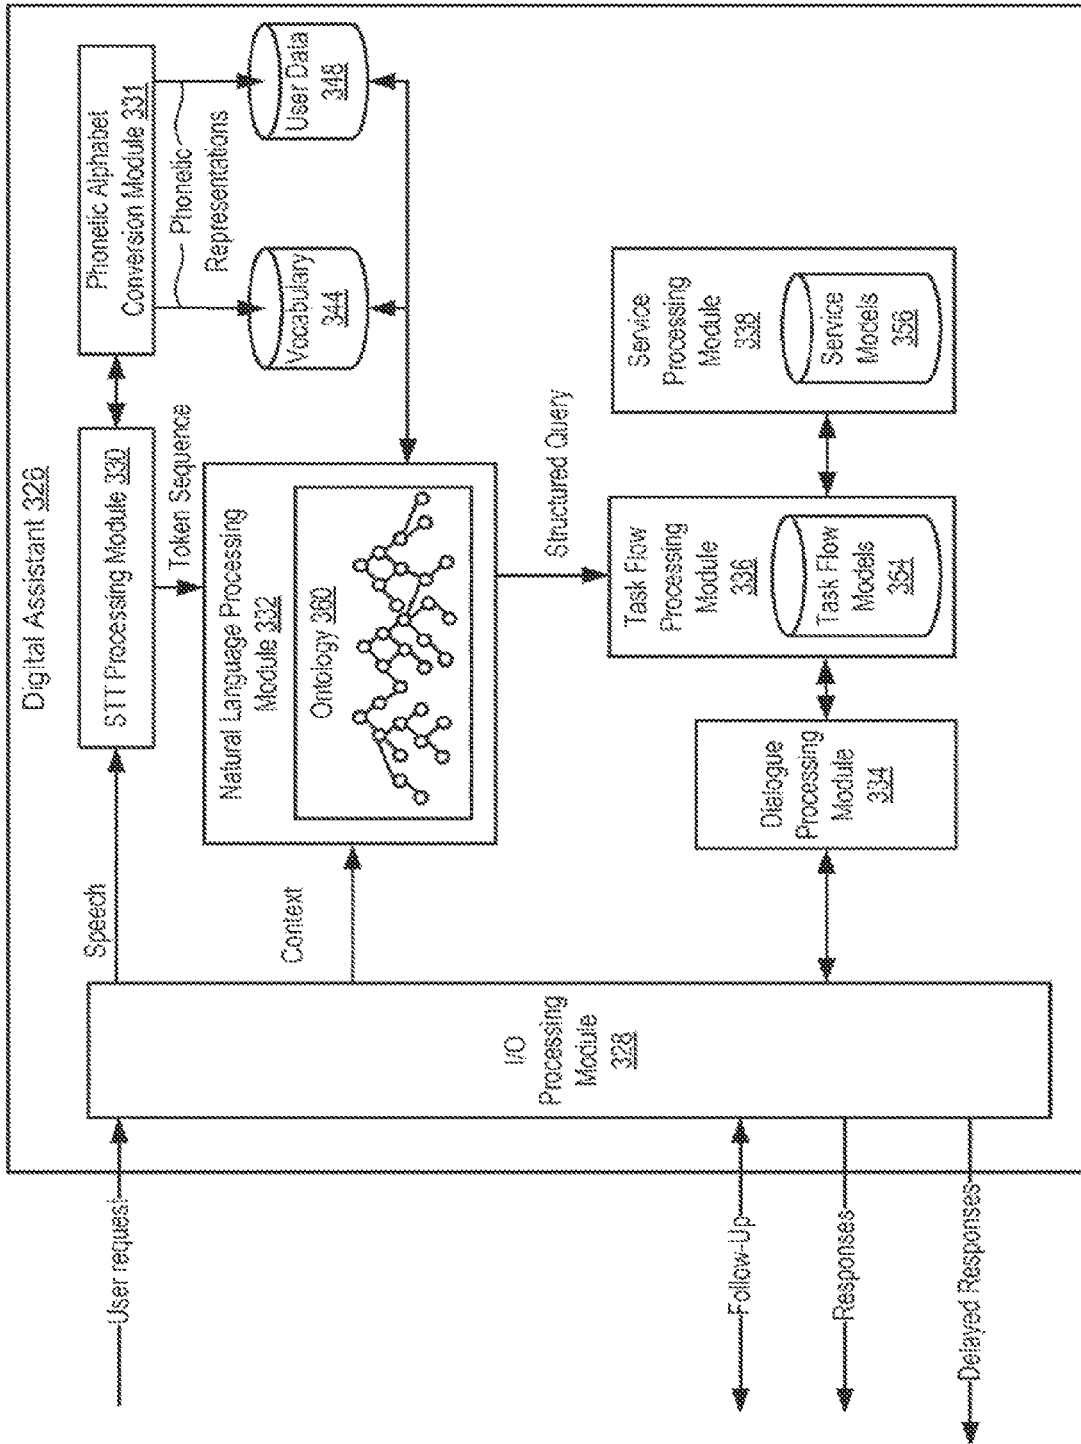 Digital Assistant 326
User request
Speech
STT Processing Module 330
Phonetic Alphabet
Conversion Module 331
Phonetic
Representations
Token Sequence
Vocabulary
344
User Data
348
Context
Natural Language Processing
Module 332
Ontology 360
I/O
Processing
Module
328
Structured Query
Follow-Up
Responses
Delayed Responses
Dialogue
Processing
Module
334
Task Flow
Processing
Module
336
Task Flow
Models
354
Service
Processing
Module
338
Service
Models
356